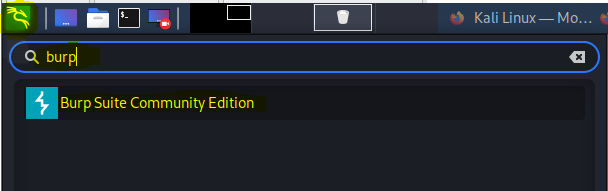 Kali Linux — Mo...
burp
Burp Suite Community Edition